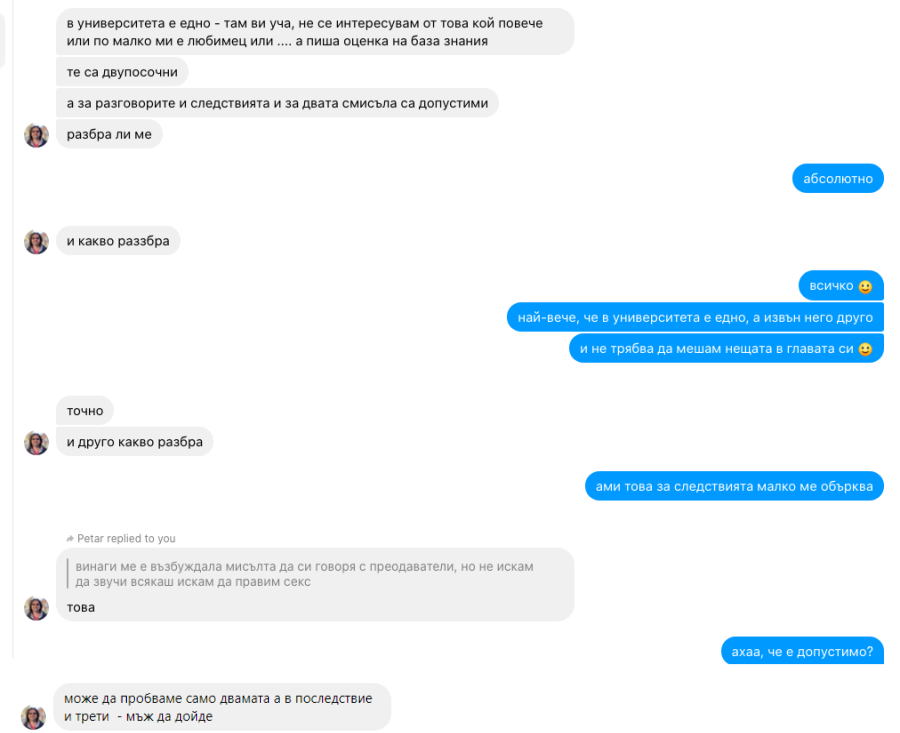 в университета е едно - там ви уча, не се интересувам от това кой повече
или по малко ми е любимец или .... а пиша оценка на база знания
те са двупосочни
а за разговорите и следствията и за двата смисъла са допустими
разбра ли ме
абсолютно
и какво раззбра
всичко 😀
най-вече, че в университета е едно, а извън него друго
и не трябва да мешам нещата в главата си 😀
точно
и друго какво разбра
ами това за следствията малко ме обърква
Petar replied to you
винаги ме е възбуждала мисълта да си говоря с преодаватели, но не искам
да звучи всякаш искам да правим секс
това
ахаа, че е допустимо?
може да пробваме само двамата а в последствие
и трети - мъж да дойде